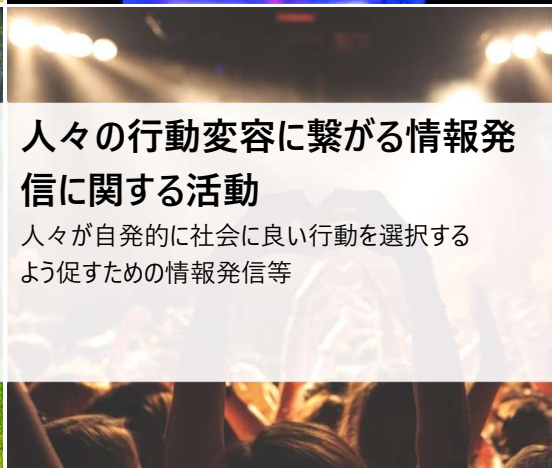 人々の行動変容に繋がる情報発
信に関する活動
人々が自発的に社会に良い行動を選択する
よう促すための情報発信等